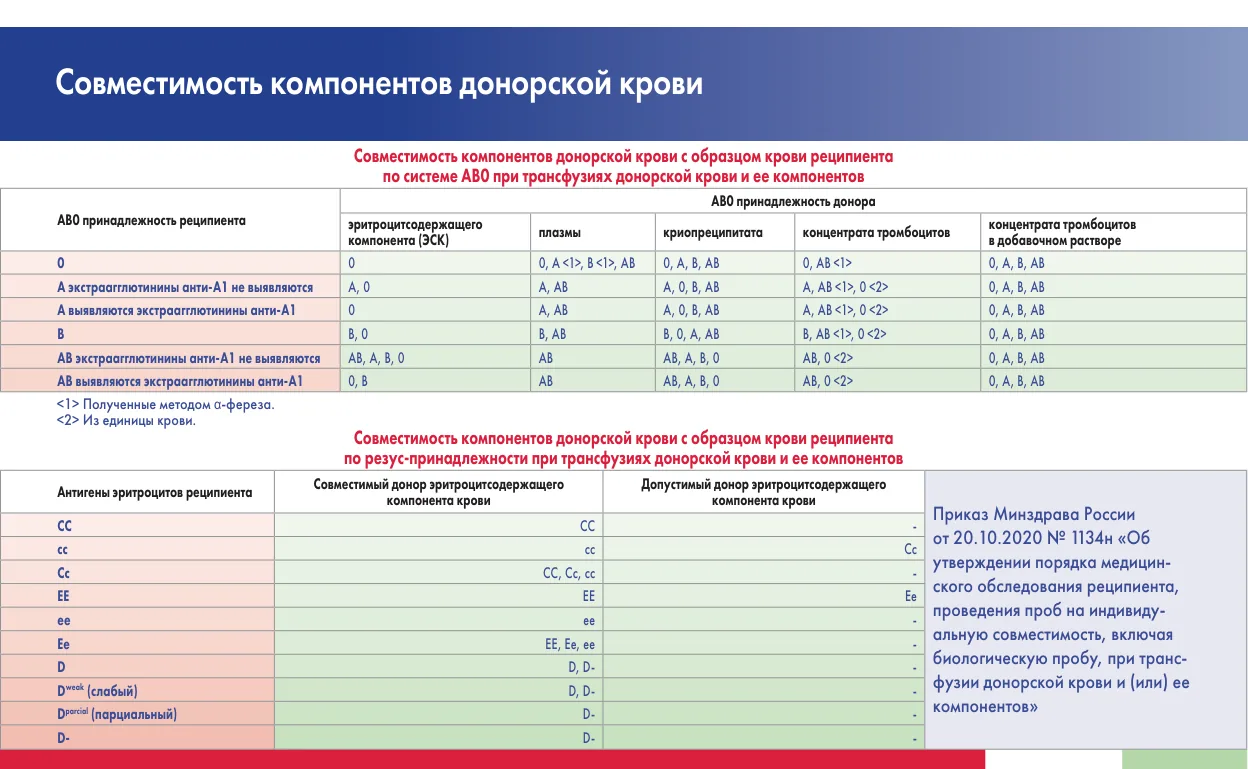 Совместимость компонентов донорской крови
Совместимость компонентов донорской крови с образцом крови реципиента
по системе АВ0 при трансфузиях донорской крови и ее компонентов
АВ0 принадлежность реципиента
АВ0 принадлежность донора
эритроцитсодержащего
компонента (ЭСК)
плазмы
криопреципитата
концентрата тромбоцитов
концентрата тромбоцитов
в добавочном растворе
0 0 0, А <1>, В <1>, АВ 0, А, В, АВ 0, АВ <1> 0, А, В, АВ
А экстраагглютинины анти-А1 не выявляются А, 0 А, АВ А, 0, В, АВ А, АВ <1>, 0 <2> 0, А, В, АВ
А выявляются экстраагглютинины анти-А1 0 А, АВ А, 0, В, АВ А, АВ <1>, 0 <2> 0, А, В, АВ
В В, 0 В, АВ В, 0, А, АВ В, АВ <1>, 0 <2> 0, А, В, АВ
АВ экстраагглютинины анти-А1 не выявляются АВ, А, В, 0 АВ АВ, А, В, 0 АВ, 0 <2> 0, А, В, АВ
АВ выявляются экстраагглютинины анти-А1 0, В АВ АВ, А, В, 0 АВ, 0 <2> 0, А, В, АВ
<1> Полученные методом α-фереза.
<2> Из единицы крови.
Совместимость компонентов донорской крови с образцом крови реципиента
по резус-принадлежности при трансфузиях донорской крови и ее компонентов
Антигены эритроцитов реципиента
Совместимый донор эритроцитсодержащего
компонента крови
Допустимый донор эритроцитсодержащего
компонента крови
СС СС -
сс сс Сс
Сс СС, Сс, сс -
ЕЕ ЕЕ Ее
ее ее -
Ее ЕЕ, Ее, ее -
D D, D- -
Dweak (слабый) D, D- -
Dparcial (парциальный) D- -
D- D- -
Приказ Минздрава России
от 20.10.2020 № 1134н «Об
утверждении порядка медицин-
ского обследования реципиента,
проведения проб на индивиду-
альную совместимость, включая
биологическую пробу, при транс-
фузии донорской крови и (или) ее
компонентов»